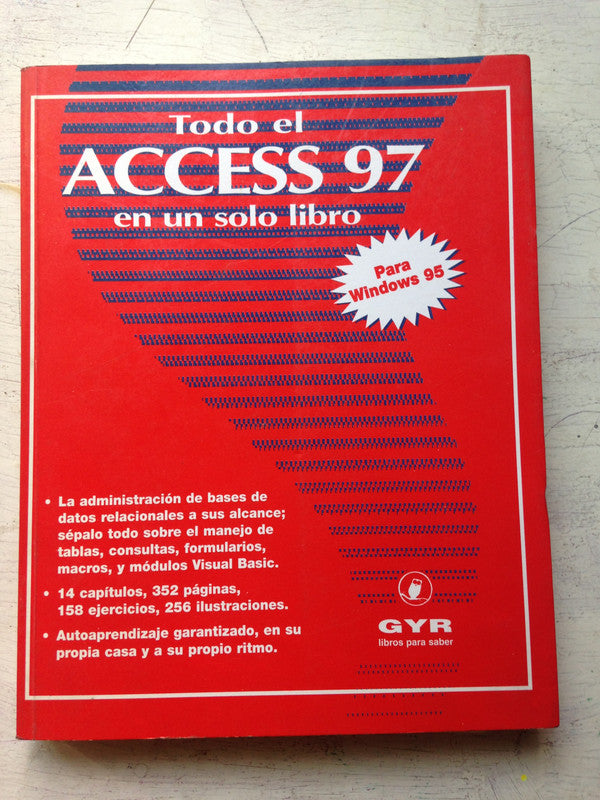 Todo el
ACCESS 97
en un solo libro
Para
Windows 95
• La administración de bases de
datos relacionales a sus alcance;
sépalo todo sobre el manejo de
tablas, consultas, formularios,
macros, y módulos Visual Basic.
• 14 capítulos, 352 páginas,
158 ejercicios, 256 ilustraciones.
• Autoaprendizaje garantizado, en su
propia casa y a su propio ritmo.
GYR
libros para saber